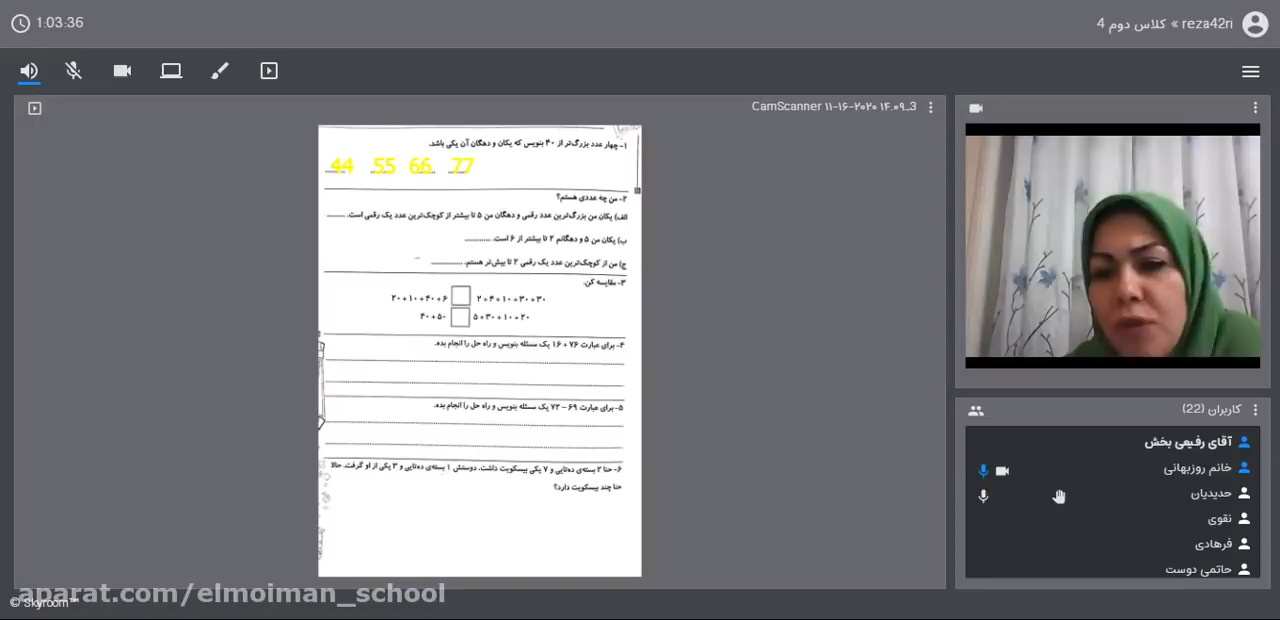 1:03:36
reza42ri » کلاس دوم 4
CamScanner ۱۱-۱۶-۲۰۲۰ ۱۴.۰۹_3
۱- چهار عدد بزرگ‌تر از ۴۰ بنویس که یکان و دهگان آن یکی باشد.
44 55 66 77
۲- من چه عددی هستم؟
الف) یکان من بزرگ‌ترین عدد رقمی و دهگان من ۵ تا بیشتر از کوچک‌ترین عدد یک رقمی است. ........
ب) یکان من ۵ و دهگانم ۲ تا بیشتر از ۶ است. ............
ج) من از کوچک‌ترین عدد یک رقمی ۲ تا بیش‌تر هستم. ............
۳- مقایسه کن.
۲۰+۱۰+۴۰+۶ □ ۲+۴+۱۰+۳۰+۳۰
۴۰+۵۰ □ ۵+۳۰+۱۰+۲۰
۴- برای عبارت ۷۶ + ۱۶ یک مسئله بنویس و راه حل را انجام بده.
۵- برای عبارت ۶۹ – ۷۲ یک مسئله بنویس و راه حل را انجام بده.
۶- حنا ۲ بسته‌ی ده‌تایی و ۷ یکی بیسکویت داشت. دوستش ۱ بسته‌ی ده‌تایی و ۳ یکی از او گرفت. حالا
حنا چند بیسکویت دارد؟
کاربران (22)
آقای رفیعی بخش
خانم روزبهانی
حدیدیان
نقوی
فرهادی
حاتمی دوست
aparat.com/elmoiman_school
© Skyroom™